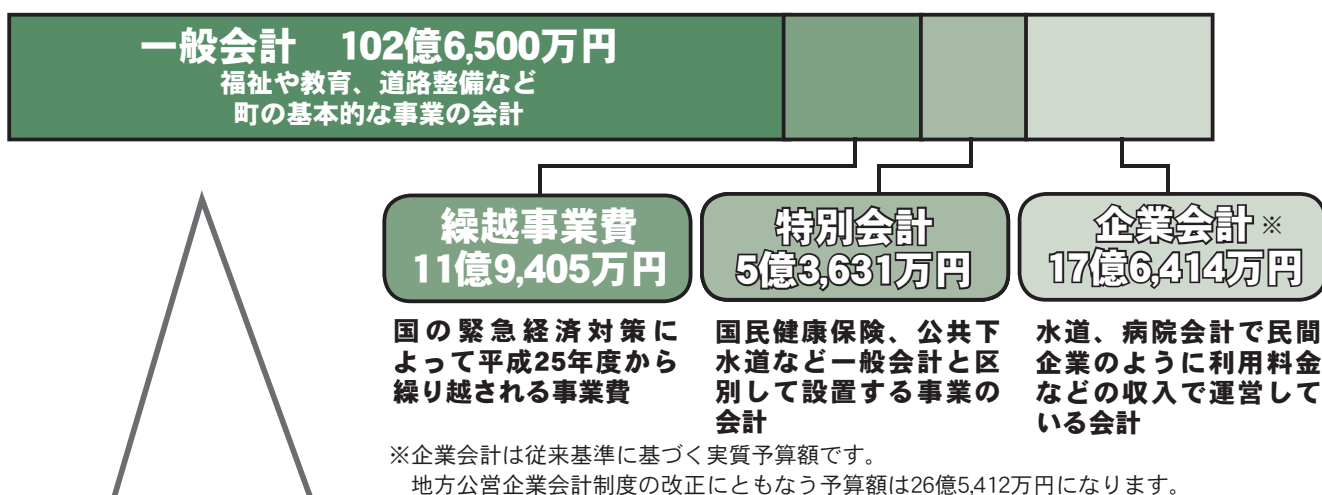 一般会計　102億6,500万円
福祉や教育、道路整備など
町の基本的な事業の会計
繰越事業費
11億9,405万円
国の緊急経済対策に
よって平成25年度から
繰り越される事業費
特別会計
5億3,631万円
国民健康保険、公共下
水道など一般会計と区
別して設置する事業の
会計
企業会計※
17億6,414万円
水道、病院会計で民間
企業のように利用料金
などの収入で運営して
いる会計
※企業会計は従来基準に基づく実質予算額です。
地方公営企業会計制度の改正にともなう予算額は26億5,412万円になります。